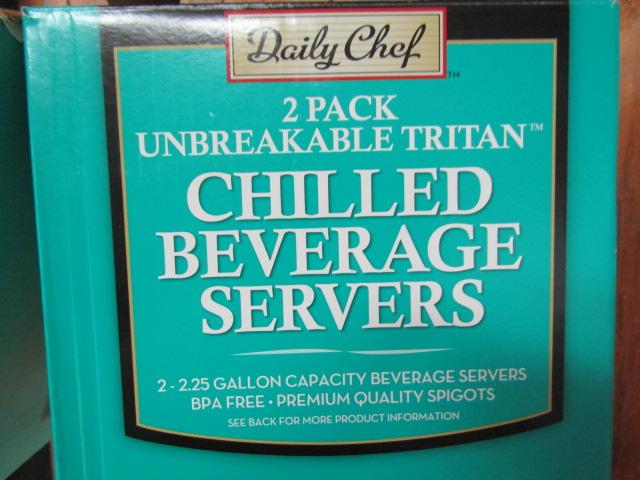 Daily Chef™
2 PACK
UNBREAKABLE TRITAN™
CHILLED
BEVERAGE
SERVERS
2 - 2.25 GALLON CAPACITY BEVERAGE SERVERS
BPA FREE • PREMIUM QUALITY SPIGOTS
SEE BACK FOR MORE PRODUCT INFORMATION